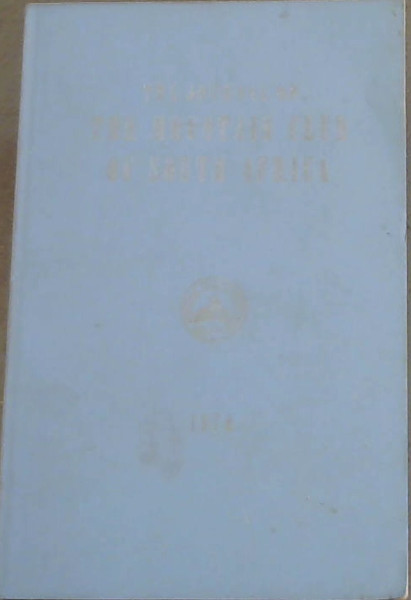 THE JOURNAL OF
THE MOUNTAIN CLUB
OF SOUTH AFRICA